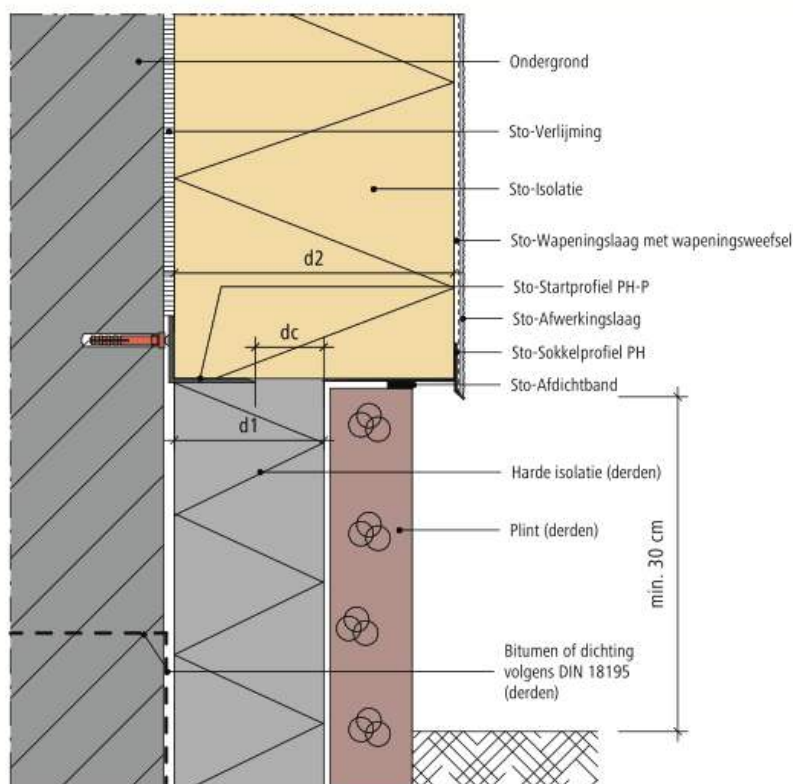 Ondergrond
Sto-Verlijming
Sto-Isolatie
Sto-Wapeningslaag met wapeningsweefsel
d2
Sto-Startprofiel PH-P
Sto-Afwerkingslaag
dc
Sto-Sokkelprofiel PH
Sto-Afdichtband
d1
Harde isolatie (derden)
Plint (derden)
min. 30 cm
Bitumen of dichting
volgens DIN 18195
(derden)